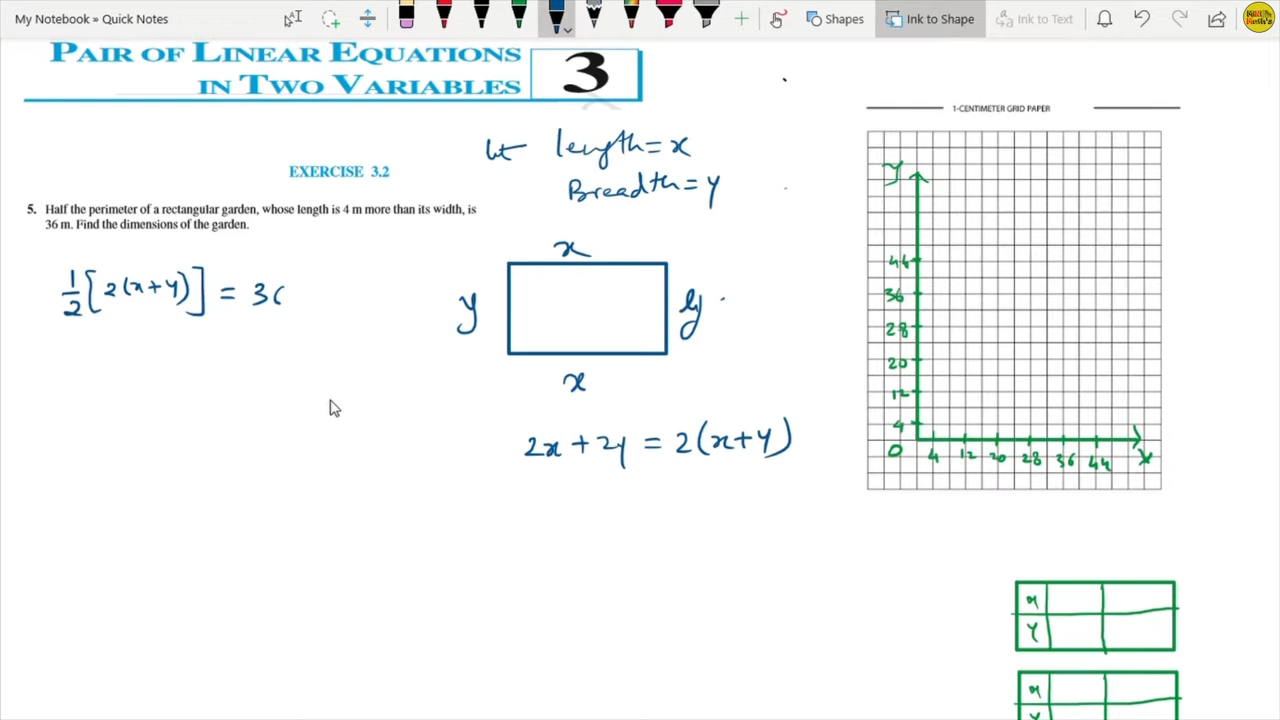 My Notebook » Quick Notes
Shapes
Ink to Shape
Ink to Text
PAIR OF LINEAR EQUATIONS
IN TWO VARIABLES
3
EXERCISE 3.2
5. Half the perimeter of a rectangular garden, whose length is 4 m more than its width, is
36 m. Find the dimensions of the garden.
let length = x
Breadth = y
1/2 [2(x+y)] = 3(
x
y
y
x
2x + 2y = 2(x+y)
1-CENTIMETER GRID PAPER
Y
44
36
28
20
12
4
O 4 12 20 28 36 44 X
x
y
x
y